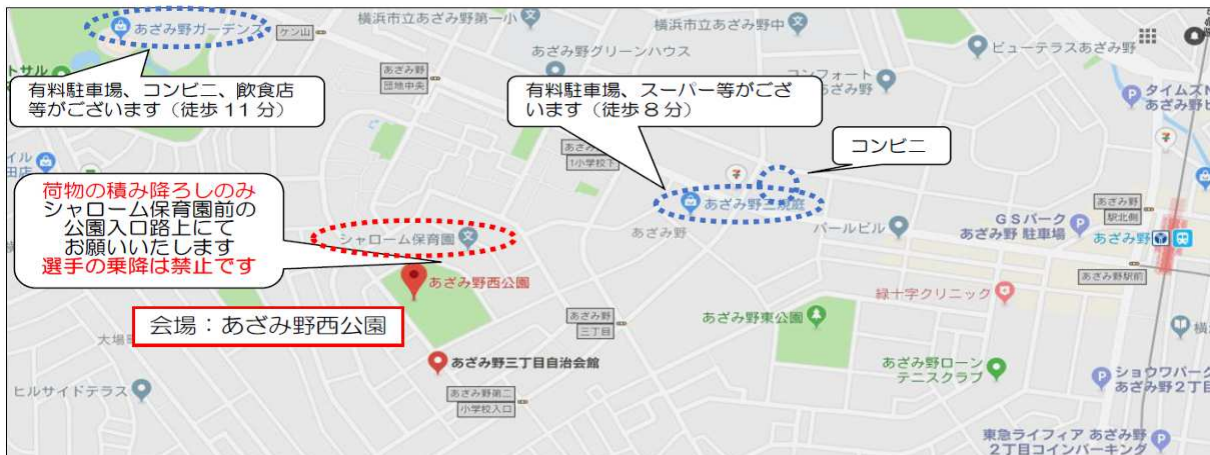 あざみ野ガーデンズ
ケン山
横浜市立あざみ野第一小
横浜市立あざみ野中
あざみ野グリーンハウス
ビューテラスあざみ野
トサル
あざみ野
団地中央
コンフォート
あざみ野
有料駐車場、コンビニ、飲食店
等がございます（徒歩 11 分）
有料駐車場、スーパー等がござ
います（徒歩 8 分）
コンビニ
タイムズN
あざみ野ビ
1小学校下
イル
田店
荷物の積み降ろしのみ
シャローム保育園前の
公園入口路上にて
お願いいたします
選手の乗降は禁止です
シャローム保育園
あざみ野三規庭
あざみ野
パールビル
GSパーク
あざみ野 駐車場
あざみ野
駅北側
あざみ野
あざみ野駅前
あざみ野西公園
緑十字クリニック
会場：あざみ野西公園
あざみ野
三丁目
あざみ野東公園
大場
あざみ野三丁目自治会館
あざみ野ローン
テニスクラブ
ショウワパーク
あざみ野2丁目
ヒルサイドテラス
あざみ野第二
小学校入口
東急ライフィア あざみ野
2丁目コインパーキング